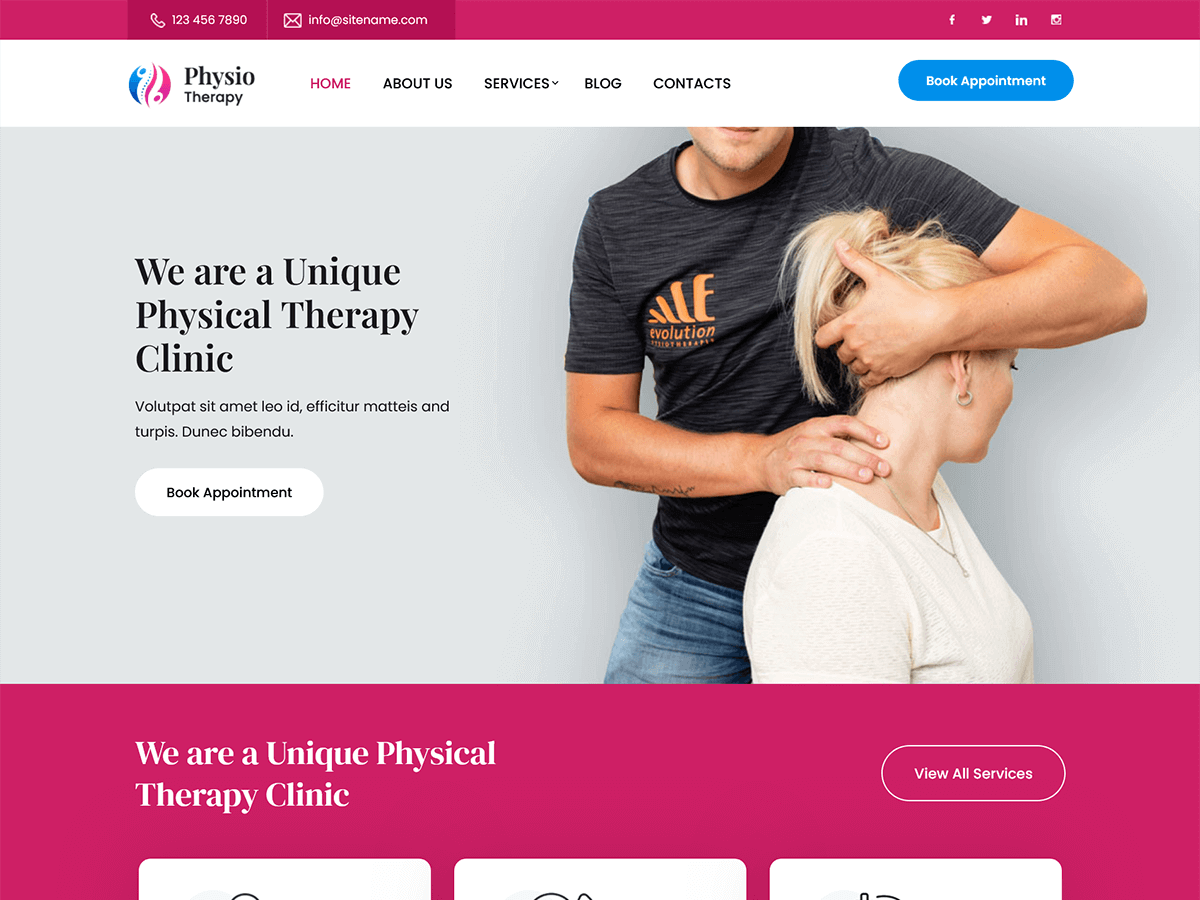 123 456 7890
info@sitename.com
Physio
Therapy
HOME
ABOUT US
SERVICES
BLOG
CONTACTS
Book Appointment
We are a Unique
Physical Therapy
Clinic
Volutpat sit amet leo id, efficitur matteis and
turpis. Dunec bibendu.
Book Appointment
evolution
We are a Unique Physical
Therapy Clinic
View All Services